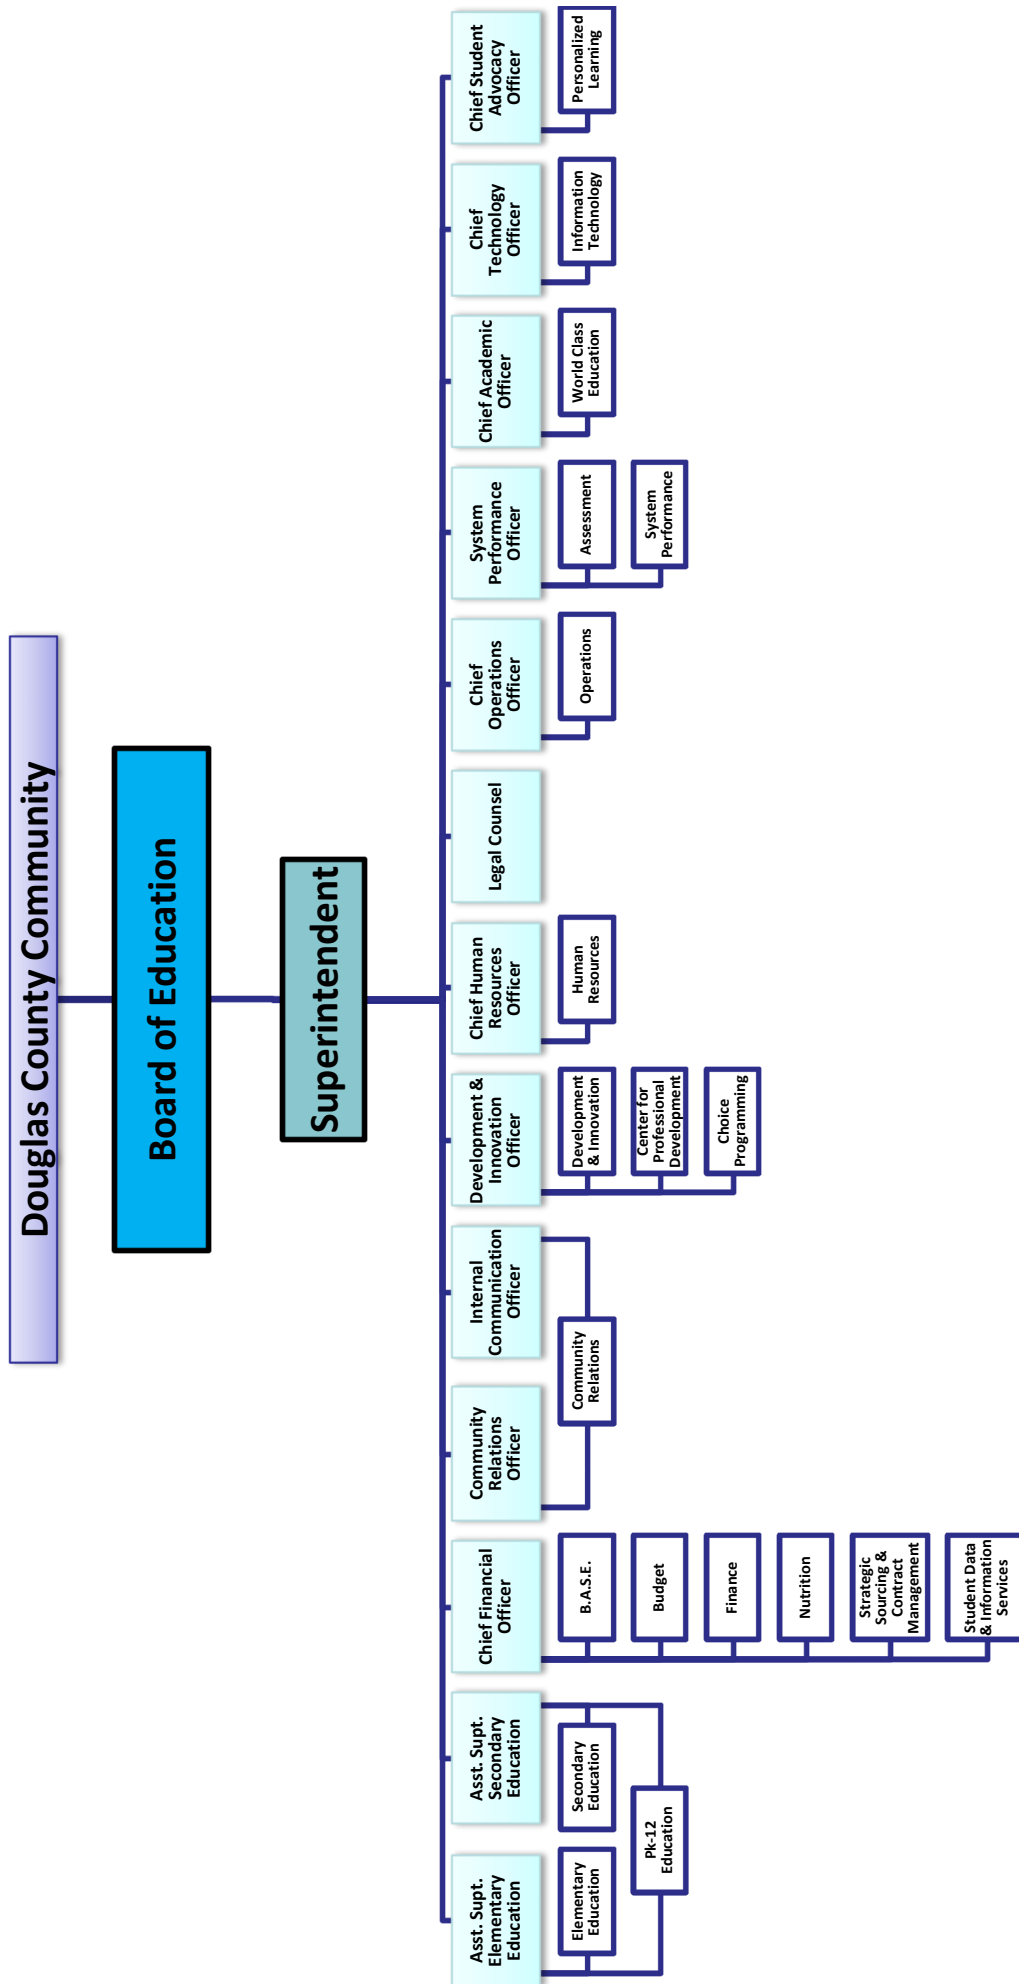 Douglas County Community
Board of Education
Superintendent
Asst. Supt.
Elementary
Education
Asst. Supt.
Secondary
Education
Chief Financial
Officer
Community
Relations
Officer
Internal
Communication
Officer
Development &
Innovation
Officer
Chief Human
Resources
Officer
Legal Counsel
Chief
Operations
Officer
System
Performance
Officer
Chief Academic
Officer
Chief
Technology
Officer
Chief Student
Advocacy
Officer
Elementary
Education
Secondary
Education
Pk-12
Education
B.A.S.E.
Budget
Finance
Nutrition
Strategic
Sourcing &
Contract
Management
Student Data
& Information
Services
Community
Relations
Development
& Innovation
Center for
Professional
Development
Choice
Programming
Human
Resources
Operations
Assessment
System
Performance
World Class
Education
Information
Technology
Personalized
Learning